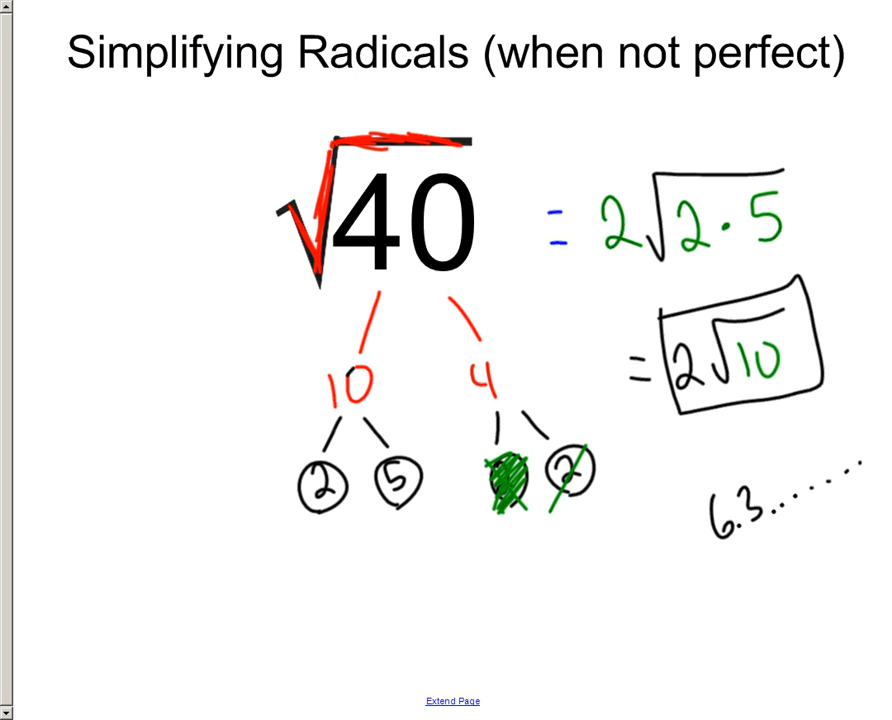 Simplifying Radicals (when not perfect)
√40 = 2√2·5
= 2√10
10 4
2 5 2
6.3.......
Extend Page